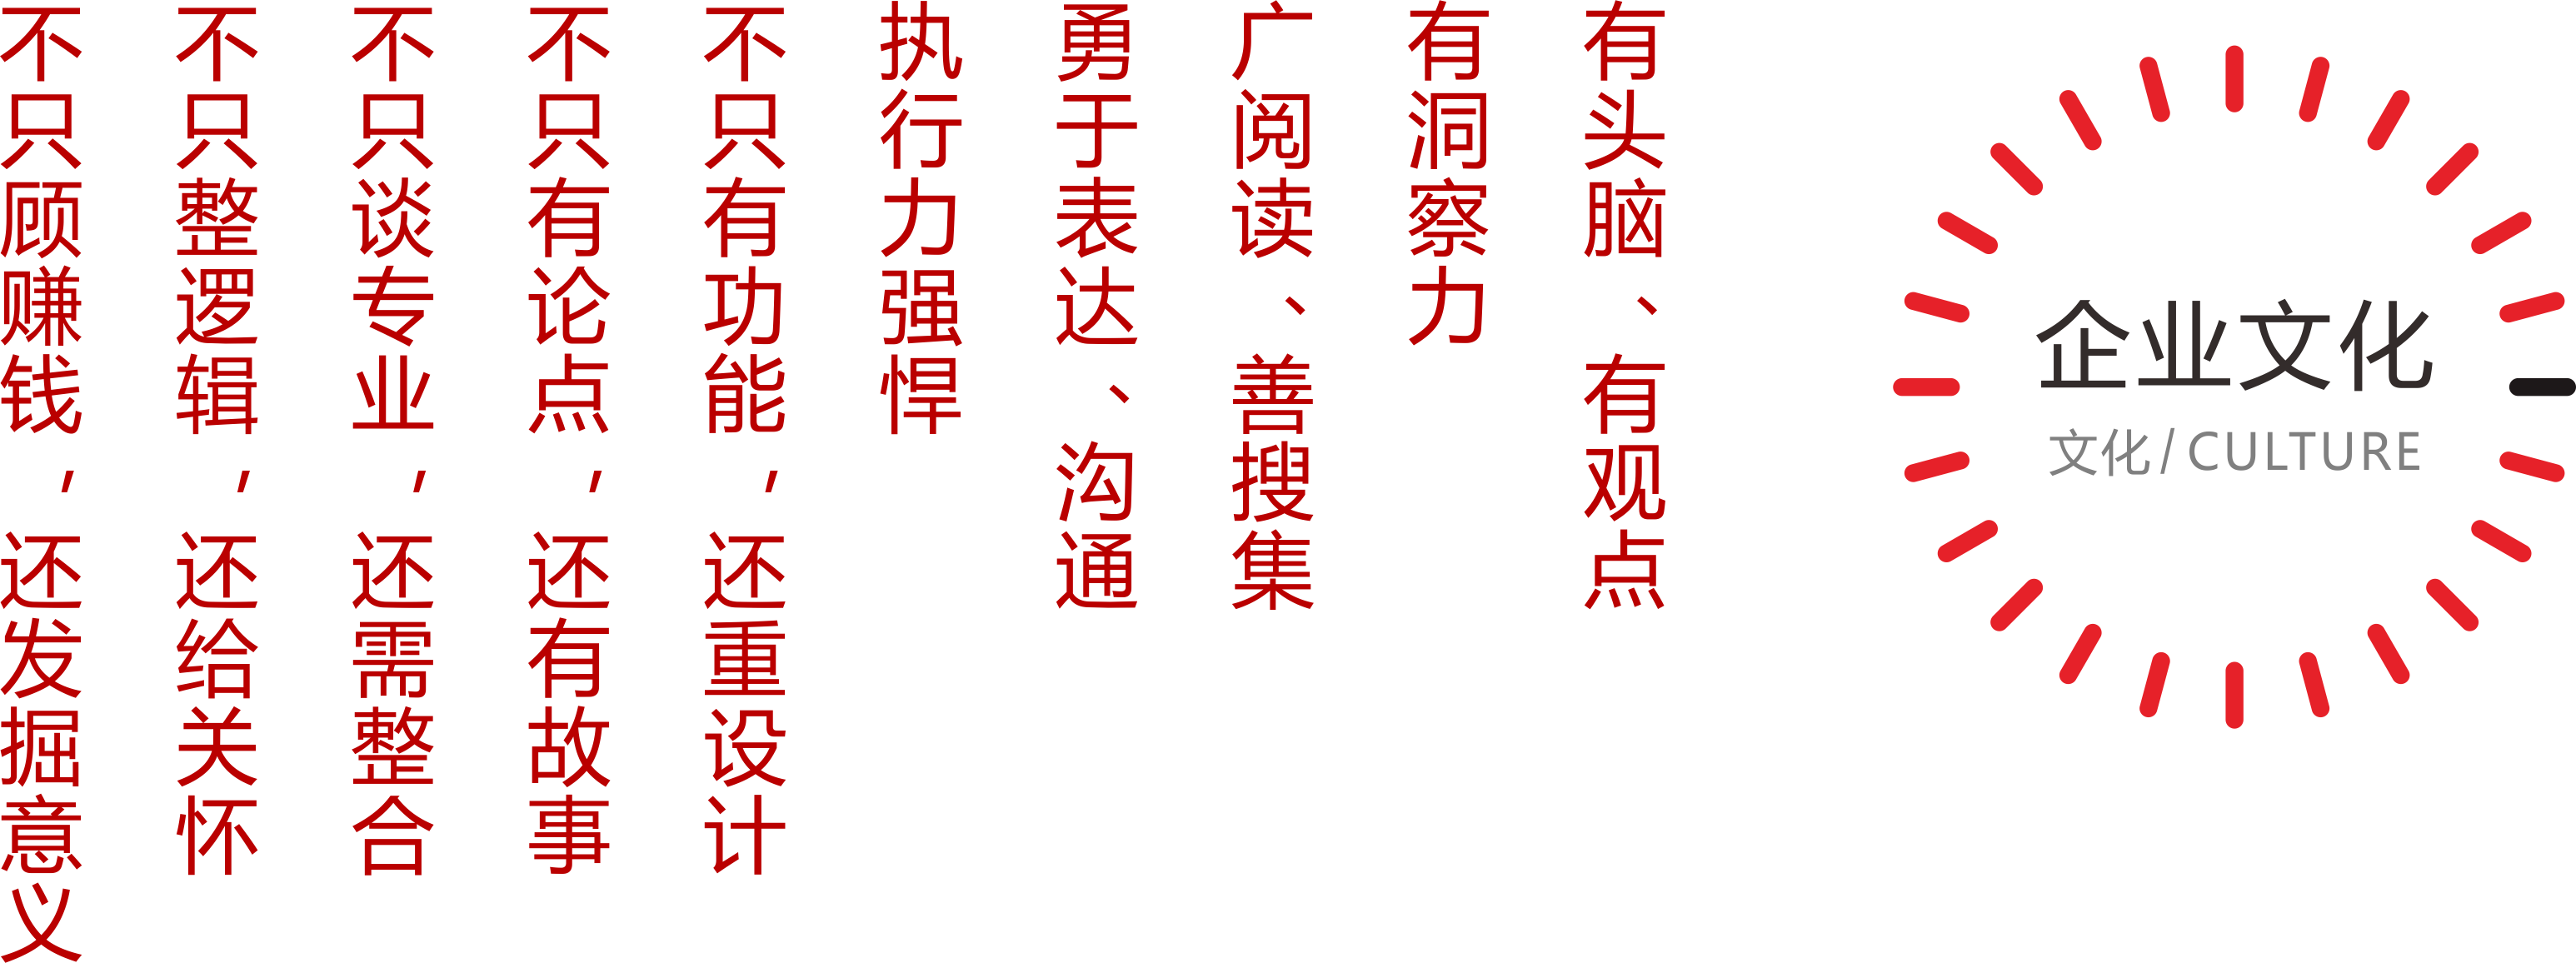 企业文化
文化/CULTURE
有头脑、有观点
有洞察力
广阅读、善搜集
勇于表达、沟通
执行力强悍
不只有功能，还重设计
不只有论点，还有故事
不只谈专业，还需整合
不只整逻辑，还给关怀
不只顾赚钱，还发掘意义